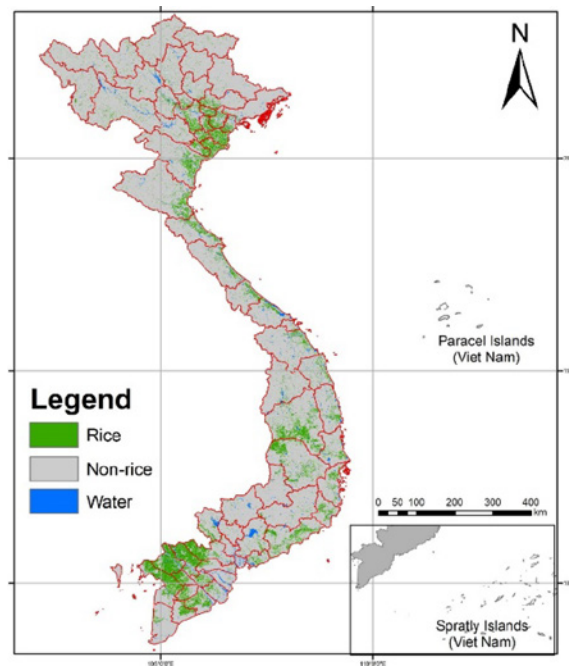 N
Paracel Islands
(Viet Nam)
Legend
Rice
Non-rice
Water
0 50 100 200 300 400
km
Spratly Islands
(Viet Nam)